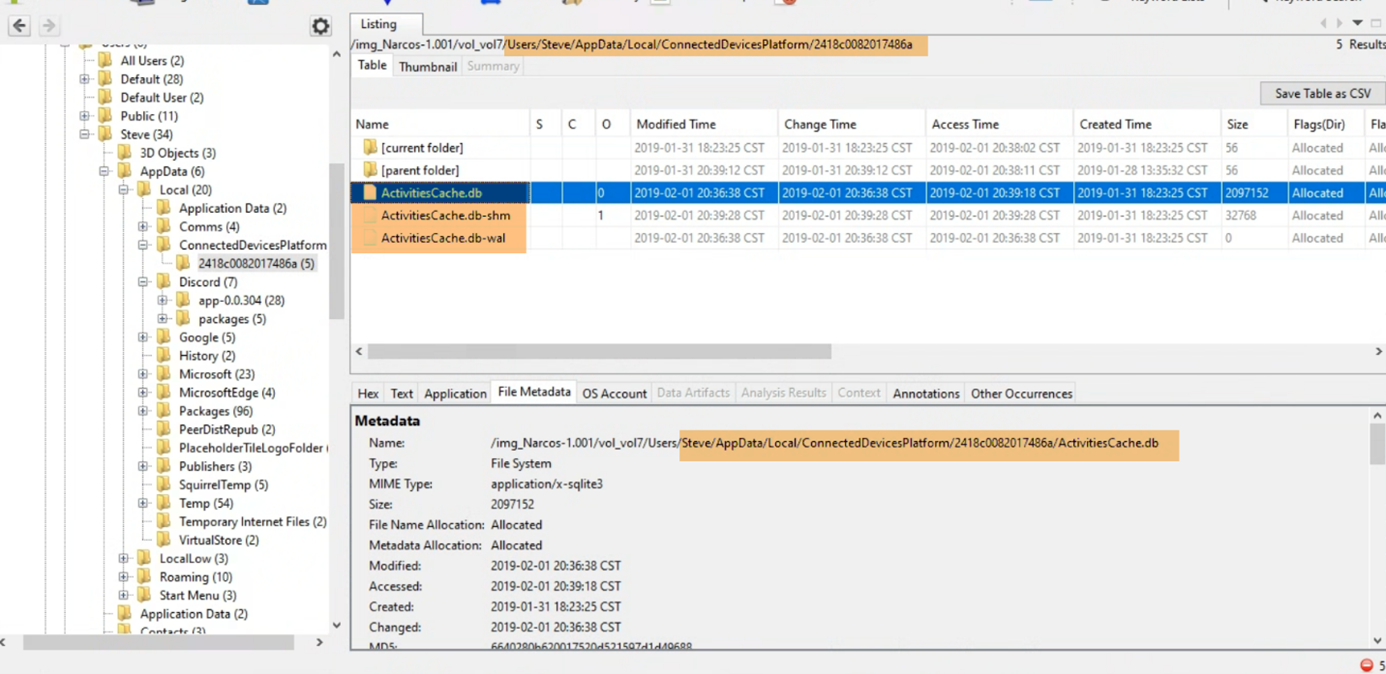 Listing
/img_Narcos-1.001/vol_vol7/Users/Steve/AppData/Local/ConnectedDevicesPlatform/2418c0082017486a
5 Results
Table Thumbnail Summary
Save Table as CSV
Name S C O Modified Time Change Time Access Time Created Time Size Flags(Dir) Fla
[current folder] 2019-01-31 18:23:25 CST 2019-01-31 18:23:25 CST 2019-02-01 20:38:02 CST 2019-01-31 18:23:25 CST 56 Allocated All
[parent folder] 2019-01-31 20:39:12 CST 2019-01-31 20:39:12 CST 2019-02-01 20:38:11 CST 2019-01-28 13:35:32 CST 56 Allocated All
ActivitiesCache.db 0 2019-02-01 20:36:38 CST 2019-02-01 20:36:38 CST 2019-02-01 20:39:18 CST 2019-01-31 18:23:25 CST 2097152 Allocated All
ActivitiesCache.db-shm 1 2019-02-01 20:39:28 CST 2019-02-01 20:39:28 CST 2019-02-01 20:39:28 CST 2019-01-31 18:23:25 CST 32768 Allocated All
ActivitiesCache.db-wal 2019-02-01 20:36:38 CST 2019-02-01 20:36:38 CST 2019-02-01 20:36:38 CST 2019-01-31 18:23:25 CST 0 Allocated All
All Users (2)
Default (28)
Default User (2)
Public (11)
Steve (34)
3D Objects (3)
AppData (6)
Local (20)
Application Data (2)
Comms (4)
ConnectedDevicesPlatform
2418c0082017486a (5)
Discord (7)
app-0.0.304 (28)
packages (5)
Google (5)
History (2)
Microsoft (23)
MicrosoftEdge (4)
Packages (96)
PeerDistRepub (2)
PlaceholderTileLogoFolder (
Publishers (3)
SquirrelTemp (5)
Temp (54)
Temporary Internet Files (2)
VirtualStore (2)
LocalLow (3)
Roaming (10)
Start Menu (3)
Application Data (2)
Contacts (3)
Hex Text Application File Metadata OS Account Data Artifacts Analysis Results Context Annotations Other Occurrences
Metadata
Name: /img_Narcos-1.001/vol_vol7/Users/Steve/AppData/Local/ConnectedDevicesPlatform/2418c0082017486a/ActivitiesCache.db
Type: File System
MIME Type: application/x-sqlite3
Size: 2097152
File Name Allocation: Allocated
Metadata Allocation: Allocated
Modified: 2019-02-01 20:36:38 CST
Accessed: 2019-02-01 20:39:18 CST
Created: 2019-01-31 18:23:25 CST
Changed: 2019-02-01 20:36:38 CST
MD5: 6640280b620017520d521597d1d49688
5